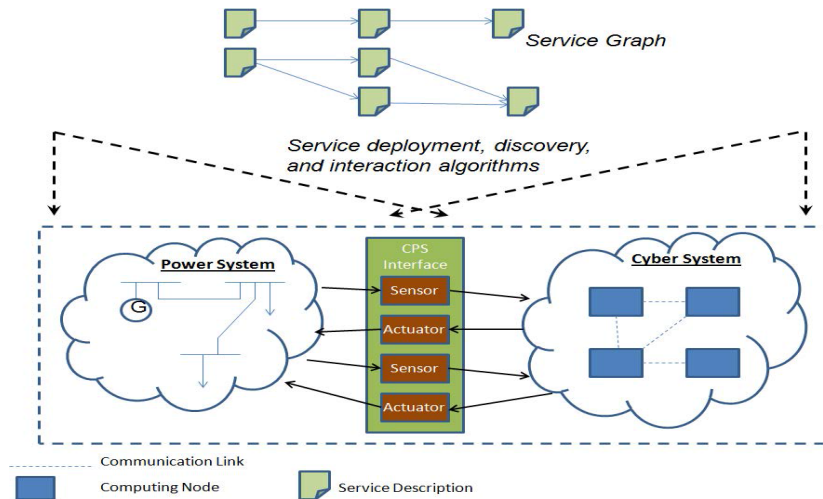 Service Graph
Service deployment, discovery,
and interaction algorithms
Power System
G
CPS
Interface
Sensor
Actuator
Sensor
Actuator
Cyber System
Communication Link
Computing Node
Service Description